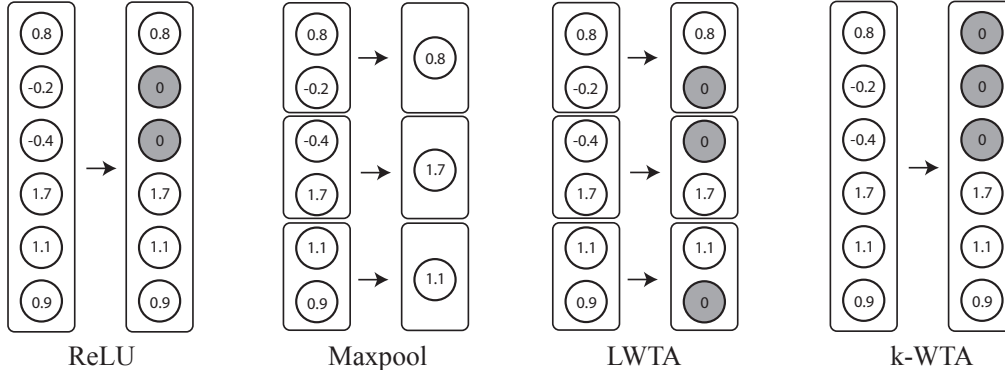 0.8 0.8 0.8 0.8 0.8 0.8 0.8 0
-0.2 0 -0.2 -0.2 0 -0.2 0
-0.4 0 -0.4 1.7 -0.4 0 -0.4 0
1.7 1.7 1.7 1.7 1.7 1.7 1.7
1.1 1.1 1.1 1.1 1.1 1.1 1.1 1.1
0.9 0.9 0.9 0.9 0 0.9 0.9
ReLU Maxpool LWTA k-WTA